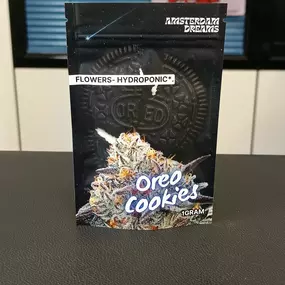 AMSTERDAM
DREAMS
FLOWERS- HYDROPONIC*.
OREO
Oreo
Cookies
1GRAM